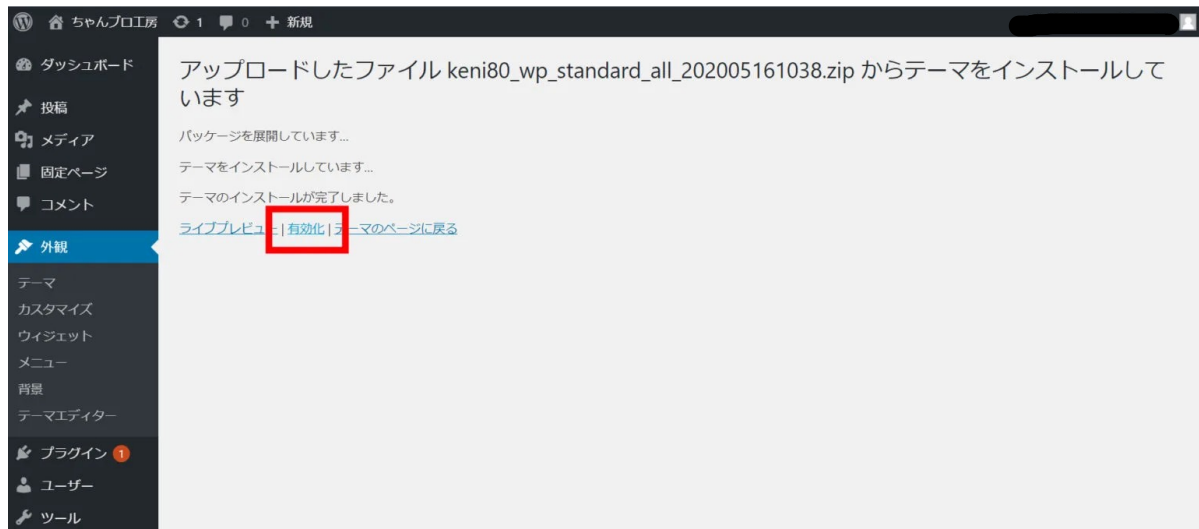 ちゃんプロ工房 1 0 新規
ダッシュボード
投稿
メディア
固定ページ
コメント
外観
テーマ
カスタマイズ
ウィジェット
メニュー
背景
テーマエディター
プラグイン 1
ユーザー
ツール
アップロードしたファイル keni80_wp_standard_all_202005161038.zip からテーマをインストールして
います
パッケージを展開しています…
テーマをインストールしています…
テーマのインストールが完了しました。
ライブプレビュー | 有効化 | テーマのページに戻る